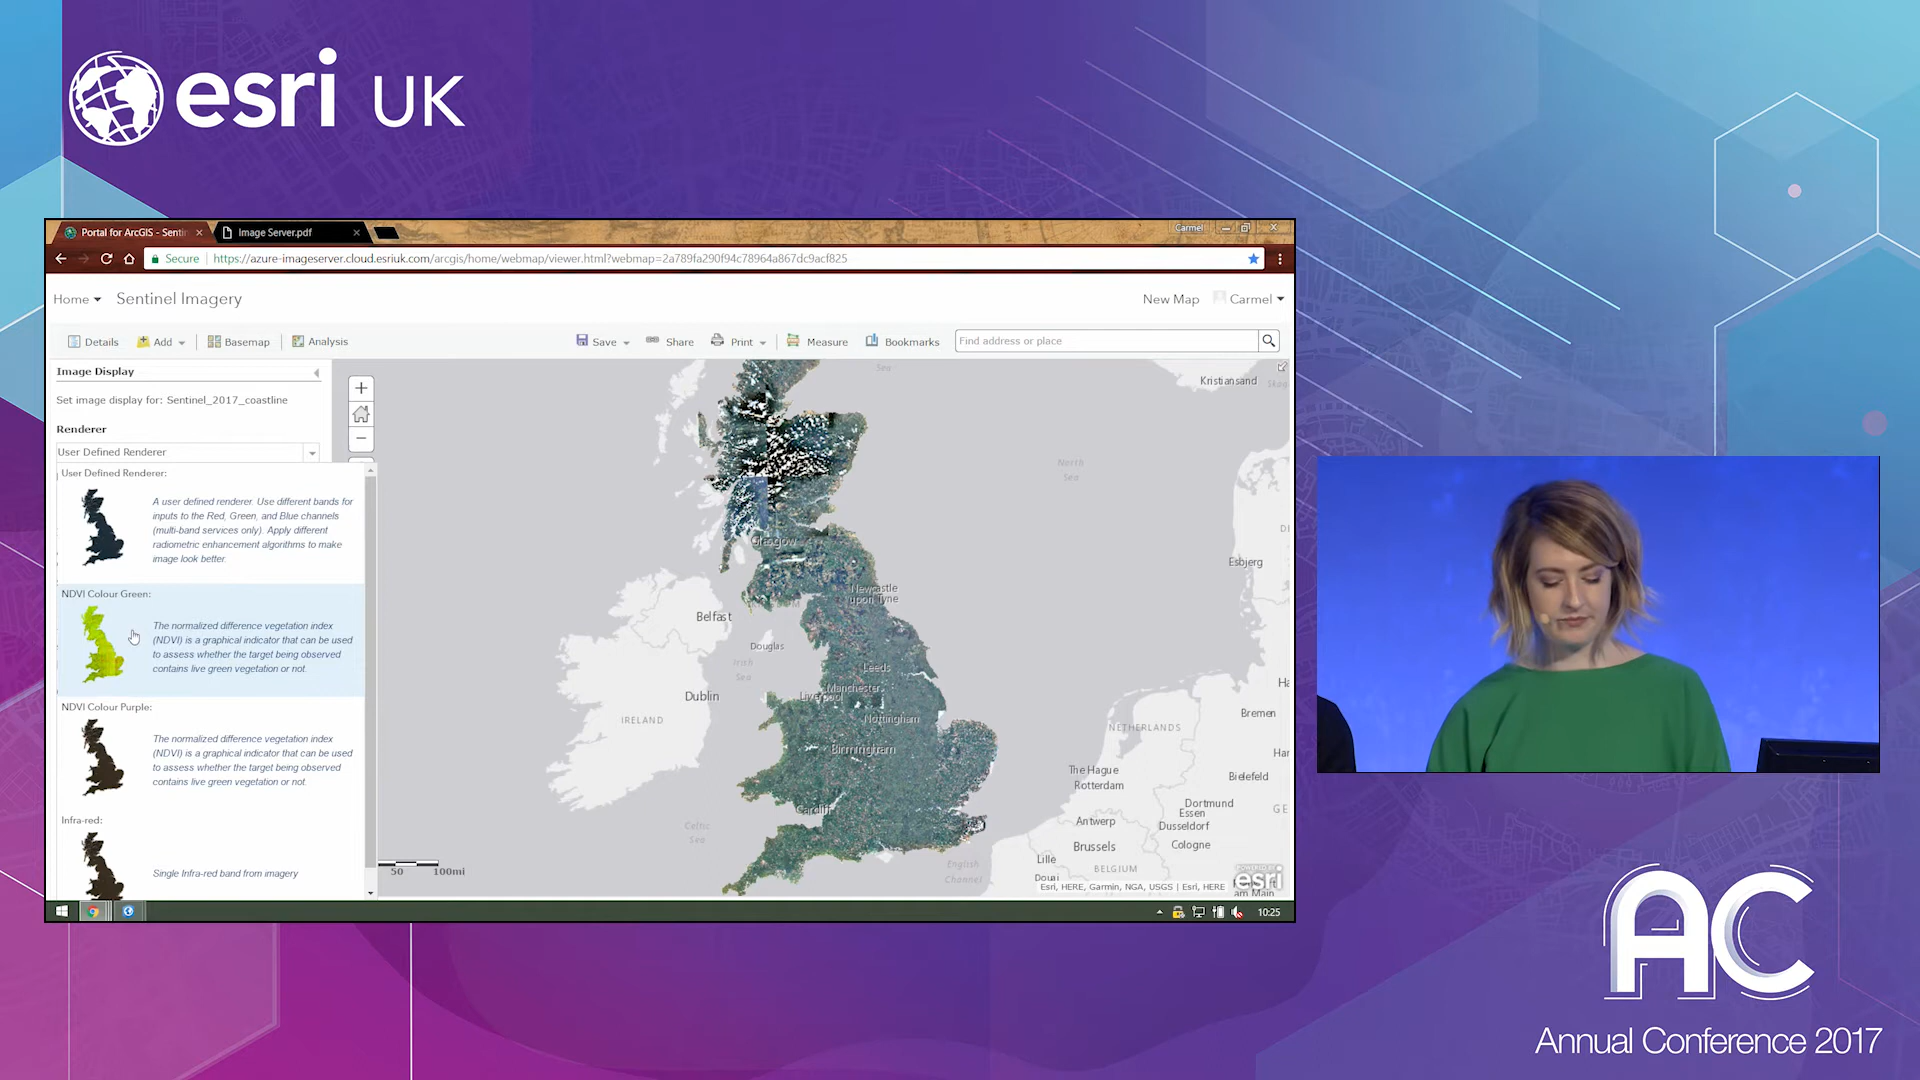 esri UK
Portal for ArcGIS - Senti
Image Server.pdf
Carmel
Secure
https://azure-imageserver.cloud.esriuk.com/arcgis/home/webmap/viewer.html?webmap=2a789fa290f94c78964a867dc9acf825
Home
Sentinel Imagery
New Map
Carmel
Details
Add
Basemap
Analysis
Save
Share
Print
Measure
Bookmarks
Find address or place
Image Display
Set image display for: Sentinel_2017_coastline
Renderer
User Defined Renderer
User Defined Renderer:
A user defined renderer. Use different bands for
inputs to the Red, Green, and Blue channels
(multi-band services only). Apply different
radiometric enhancement algorithms to make
image look better.
NDVI Colour Green:
The normalized difference vegetation index
(NDVI) is a graphical indicator that can be used
to assess whether the target being observed
contains live green vegetation or not.
NDVI Colour Purple:
The normalized difference vegetation index
(NDVI) is a graphical indicator that can be used
to assess whether the target being observed
contains live green vegetation or not.
Infra-red:
Single Infra-red band from imagery
Sea
Kristiansand
North
Sea
Esbjerg
Glasgow
Newcastle
upon Tyne
Belfast
Douglas
Irish
Sea
Leeds
Manchester
Liverpool
Dublin
IRELAND
Nottingham
Birmingham
NETHERLANDS
Bremen
The Hague
Rotterdam
Bielefeld
Dortmund
Essen
Dusseldorf
Cologne
Antwerp
Brussels
Lille
BELGIUM
Cardiff
Celtic
Sea
English
Channel
50 100mi
POWERED BY
esri
Esri, HERE, Garmin, NGA, USGS | Esri, HERE
am Main
10:25
AC
Annual Conference 2017